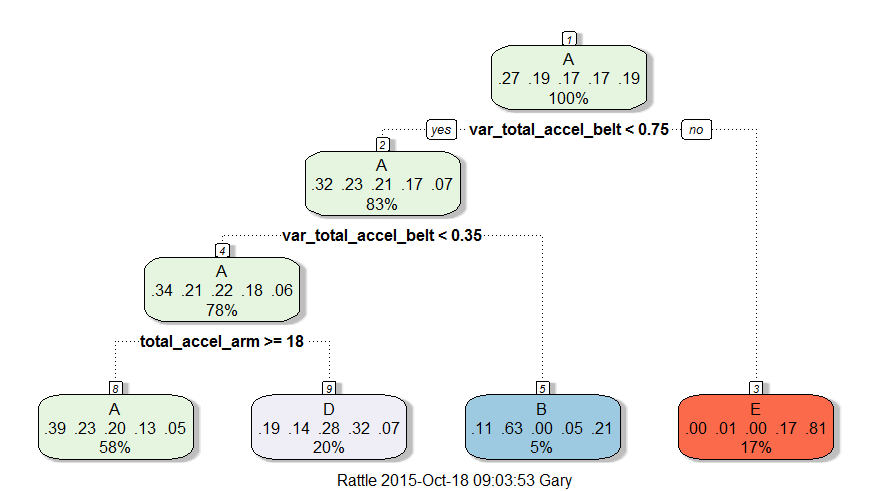 1
A
.27 .19 .17 .17 .19
100%
yes var_total_accel_belt < 0.75 no
2
A
.32 .23 .21 .17 .07
83%
var_total_accel_belt < 0.35
4
A
.34 .21 .22 .18 .06
78%
total_accel_arm >= 18
8
A
.39 .23 .20 .13 .05
58%
9
D
.19 .14 .28 .32 .07
20%
5
B
.11 .63 .00 .05 .21
5%
3
E
.00 .01 .00 .17 .81
17%
Rattle 2015-Oct-18 09:03:53 Gary